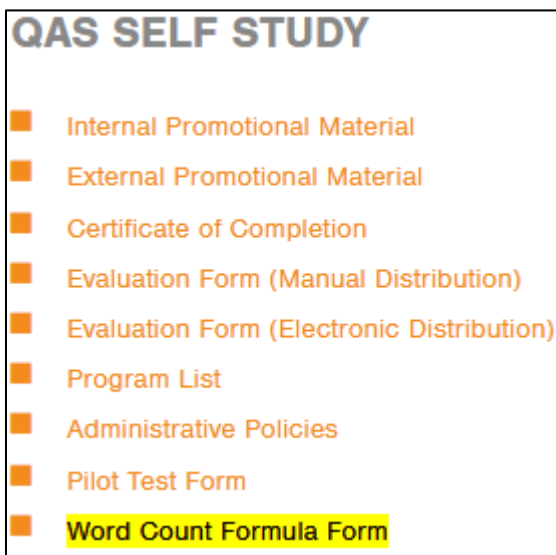 QAS SELF STUDY
Internal Promotional Material
External Promotional Material
Certificate of Completion
Evaluation Form (Manual Distribution)
Evaluation Form (Electronic Distribution)
Program List
Administrative Policies
Pilot Test Form
Word Count Formula Form